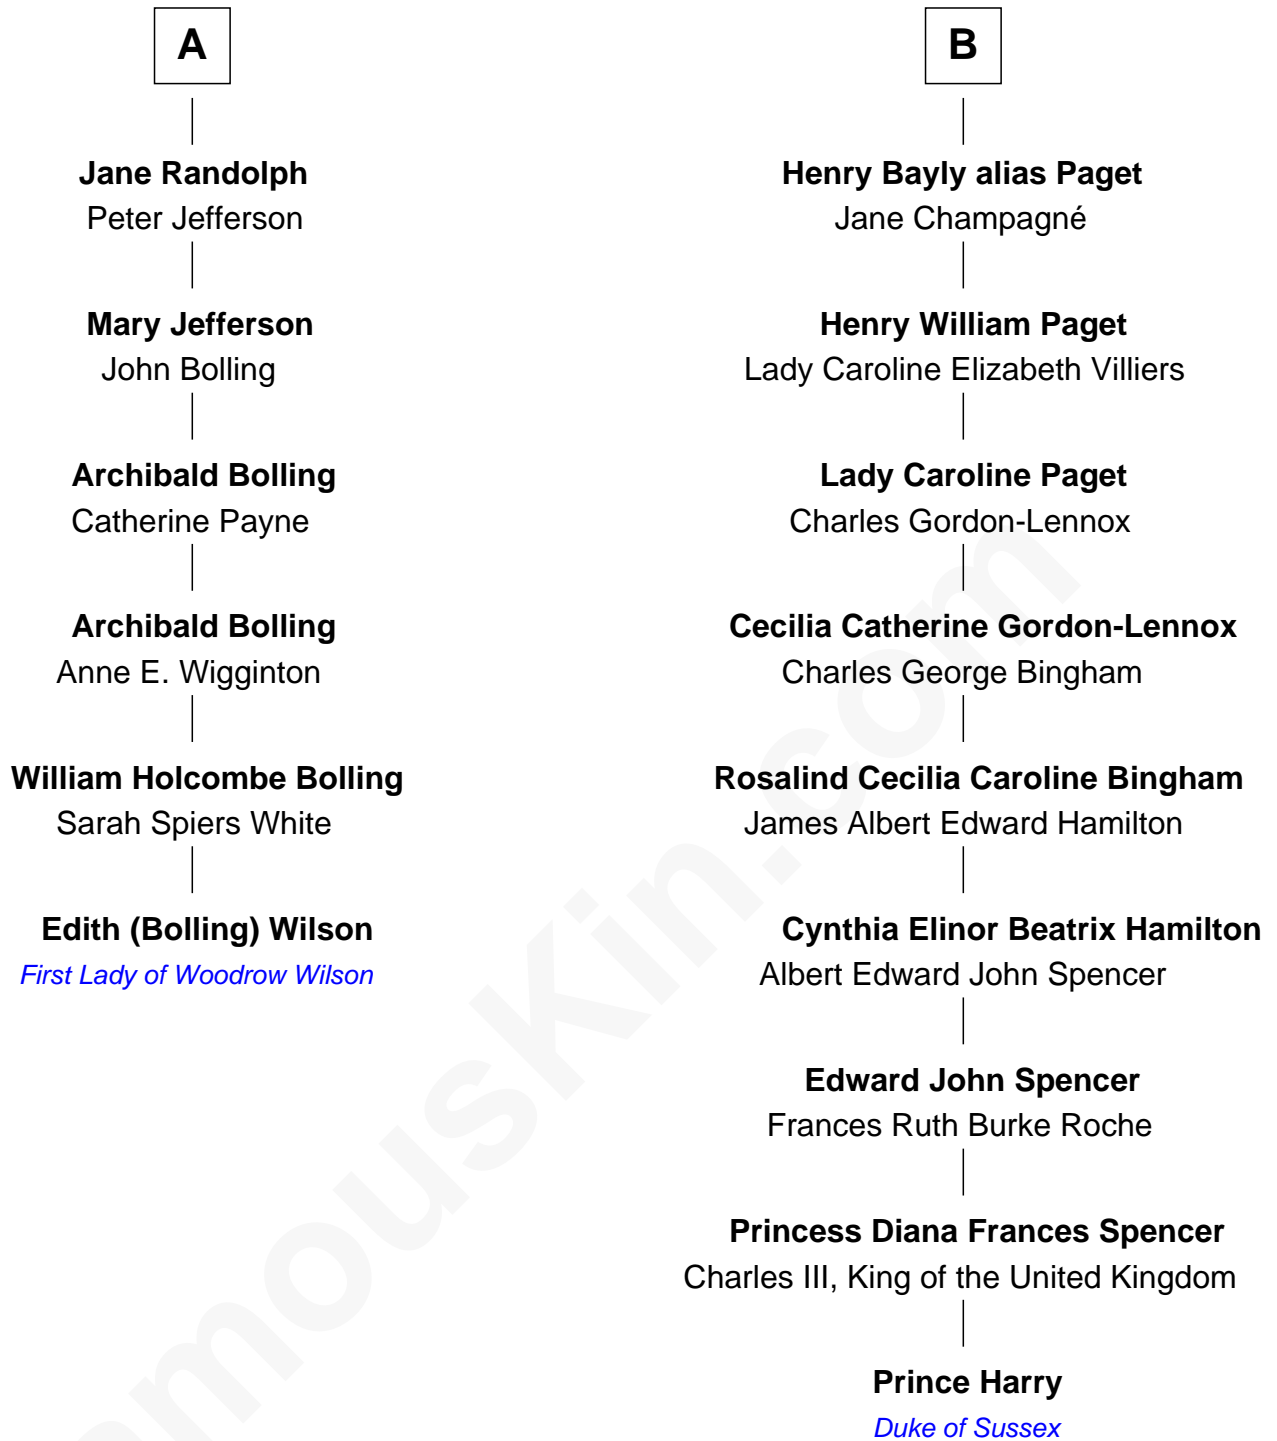 A
Jane Randolph
Peter Jefferson
Mary Jefferson
John Bolling
Archibald Bolling
Catherine Payne
Archibald Bolling
Anne E. Wigginton
William Holcombe Bolling
Sarah Spiers White
Edith (Bolling) Wilson
First Lady of Woodrow Wilson
B
Henry Bayly alias Paget
Jane Champagné
Henry William Paget
Lady Caroline Elizabeth Villiers
Lady Caroline Paget
Charles Gordon-Lennox
Cecilia Catherine Gordon-Lennox
Charles George Bingham
Rosalind Cecilia Caroline Bingham
James Albert Edward Hamilton
Cynthia Elinor Beatrix Hamilton
Albert Edward John Spencer
Edward John Spencer
Frances Ruth Burke Roche
Princess Diana Frances Spencer
Charles III, King of the United Kingdom
Prince Harry
Duke of Sussex
amouskin.com